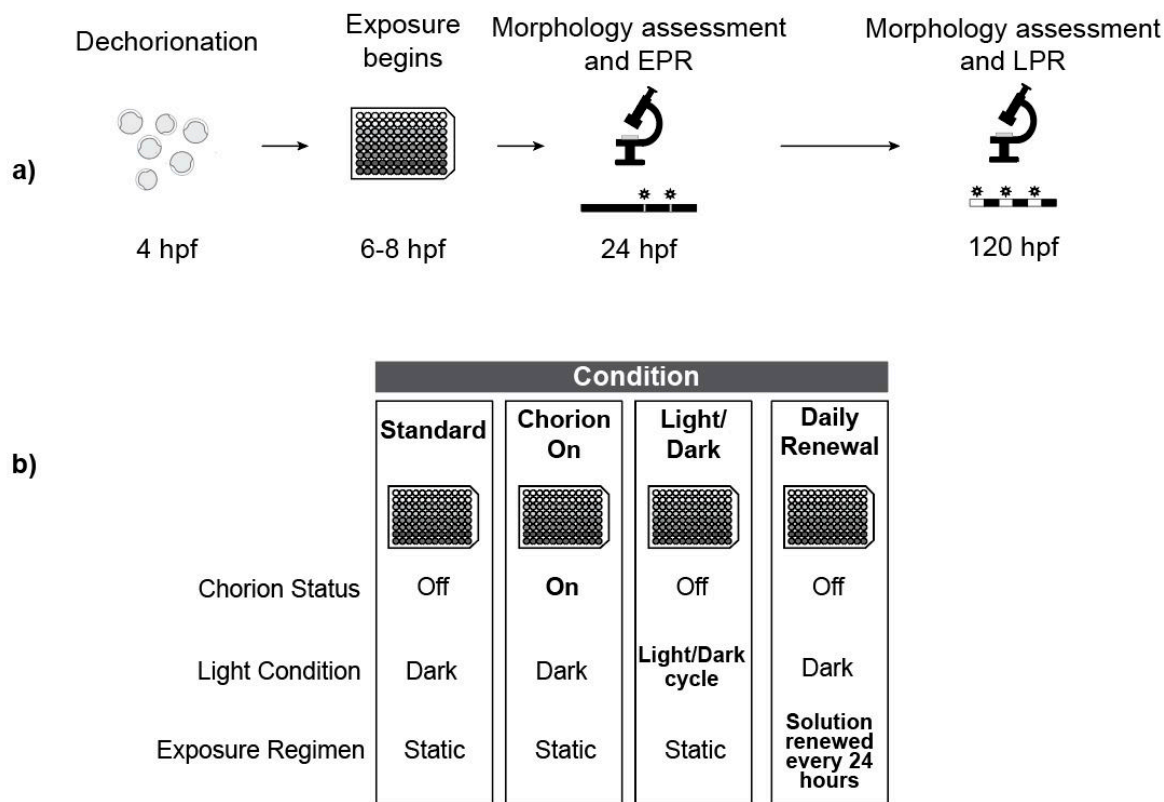 a)
Dechorionation
4 hpf
Exposure
begins
6-8 hpf
Morphology assessment
and EPR
24 hpf
Morphology assessment
and LPR
120 hpf
b)
Condition
Standard
Chorion
On
Light/
Dark
Daily
Renewal
Chorion Status Off On Off Off
Light Condition Dark Dark Light/Dark
cycle Dark
Exposure Regimen Static Static Static Solution
renewed
every 24
hours